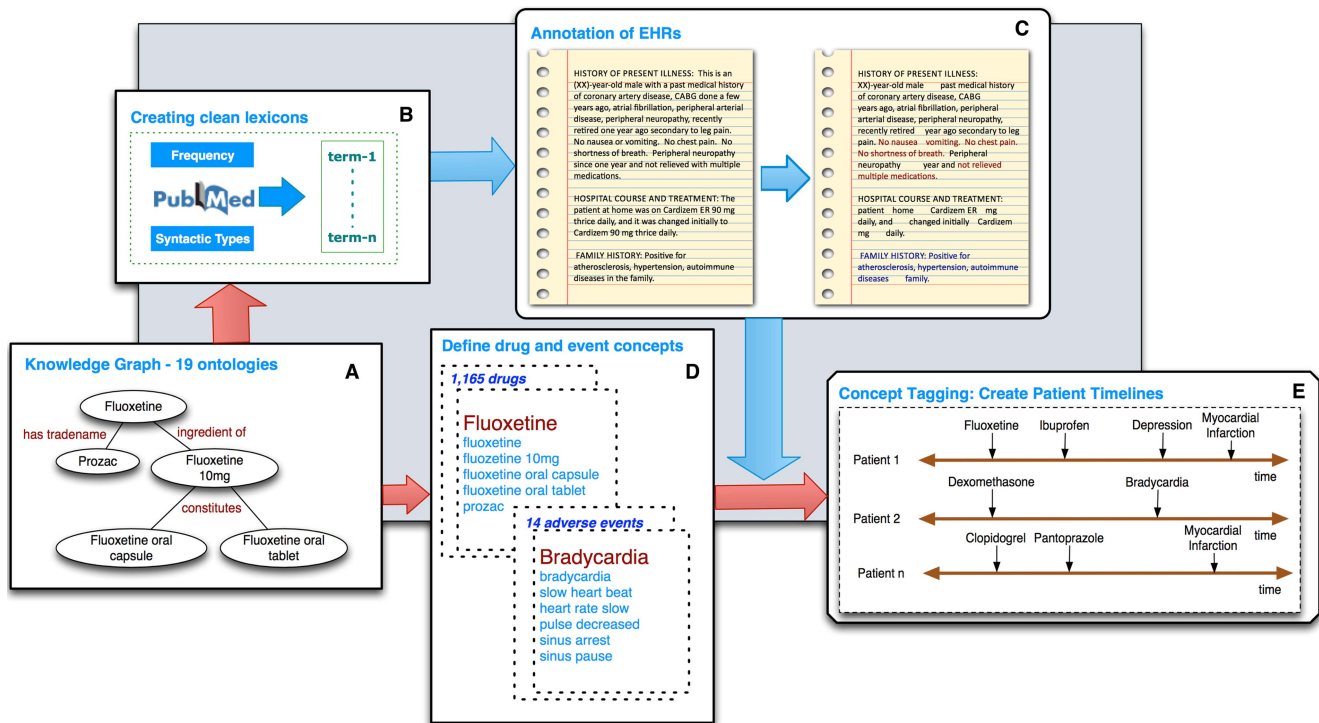 Knowledge Graph - 19 ontologies
A
Fluoxetine
has tradename
ingredient of
Prozac
Fluoxetine
10mg
constitutes
Fluoxetine oral
capsule
Fluoxetine oral
tablet
Creating clean lexicons
B
Frequency
PubMed
Syntactic Types
term-1
term-n
Annotation of EHRs
C
HISTORY OF PRESENT ILLNESS: This is an
(XX)-year-old male with a past medical history
of coronary artery disease, CABG done a few
years ago, atrial fibrillation, peripheral arterial
disease, peripheral neuropathy, recently
retired one year ago secondary to leg pain.
No nausea or vomiting. No chest pain. No
shortness of breath. Peripheral neuropathy
since one year and not relieved with multiple
medications.
HOSPITAL COURSE AND TREATMENT: The
patient at home was on Cardizem ER 90 mg
thrice daily, and it was changed initially to
Cardizem 90 mg thrice daily.
FAMILY HISTORY: Positive for
atherosclerosis, hypertension, autoimmune
diseases in the family.
HISTORY OF PRESENT ILLNESS:
XX)-year-old male past medical history
of coronary artery disease, CABG
years ago, atrial fibrillation, peripheral
arterial disease, peripheral neuropathy,
recently retired year ago secondary to leg
pain. No nausea vomiting. No chest pain.
No shortness of breath. Peripheral
neuropathy year and not relieved
multiple medications.
HOSPITAL COURSE AND TREATMENT:
patient home Cardizem ER mg
daily, and changed initially Cardizem
mg daily.
FAMILY HISTORY: Positive for
atherosclerosis, hypertension, autoimmune
diseases family.
Define drug and event concepts
D
1,165 drugs
Fluoxetine
fluoxetine
fluozetine 10mg
fluoxetine oral capsule
fluoxetine oral tablet
prozac
14 adverse events
Bradycardia
bradycardia
slow heart beat
heart rate slow
pulse decreased
sinus arrest
sinus pause
Concept Tagging: Create Patient Timelines
E
Fluoxetine Ibuprofen Depression Myocardial
Infarction
Patient 1
time
Dexomethasone Bradycardia
Patient 2
time
Clopidogrel Pantoprazole Myocardial
Infarction
Patient n
time